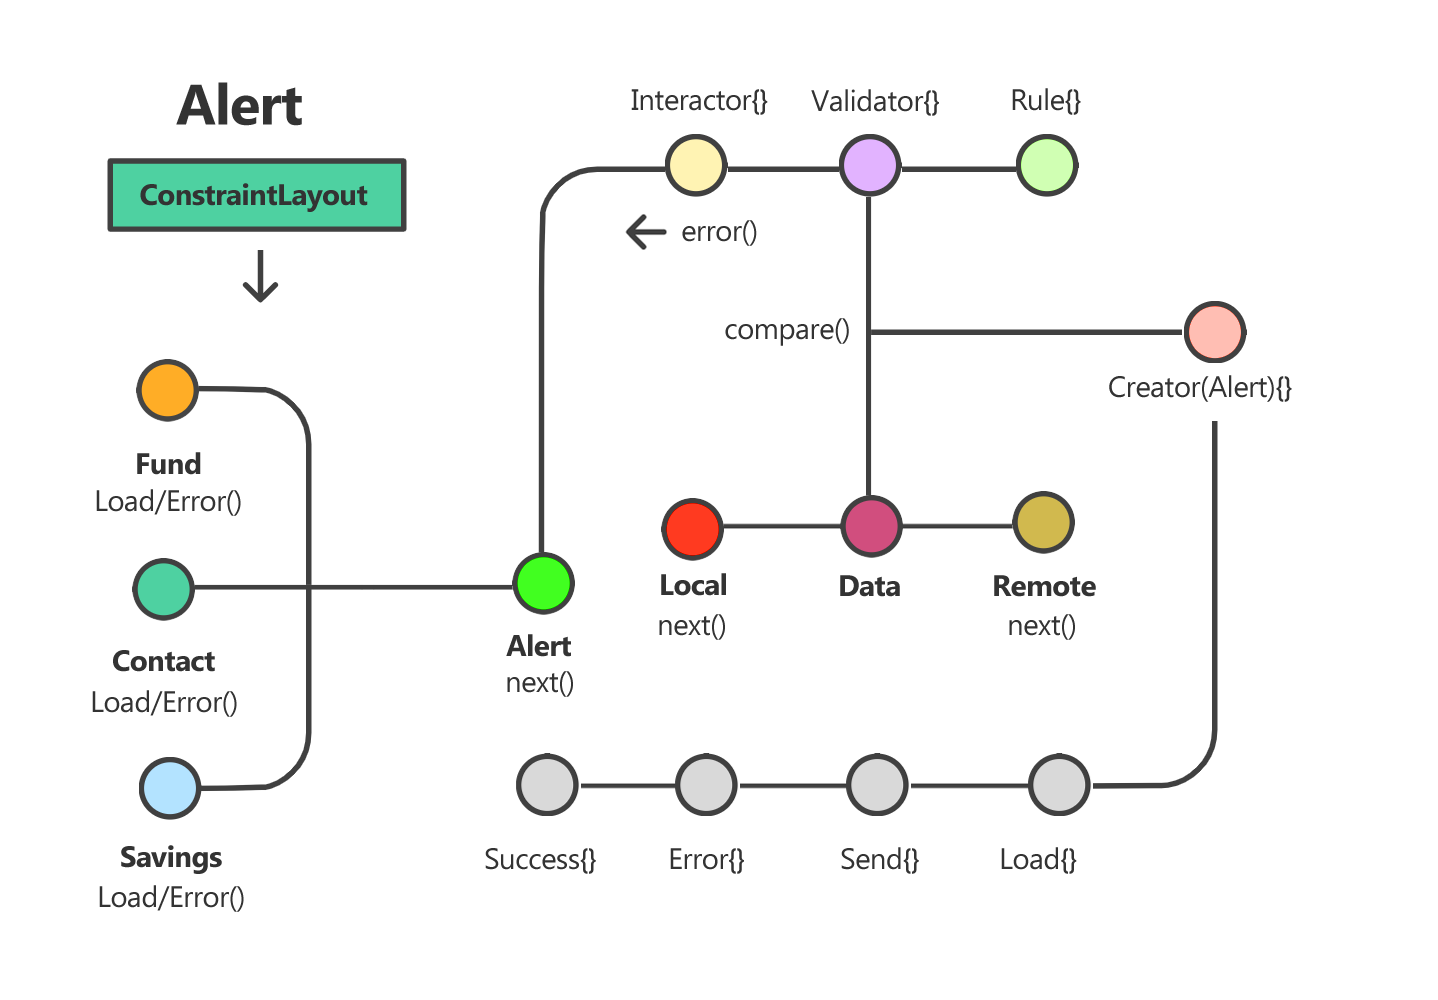 Alert
ConstraintLayout
Interactor{}
Validator{}
Rule{}
error()
compare()
Creator(Alert){}
Fund
Load/Error()
Contact
Load/Error()
Savings
Load/Error()
Alert
next()
Local
next()
Data
Remote
next()
Success{}
Error{}
Send{}
Load{}